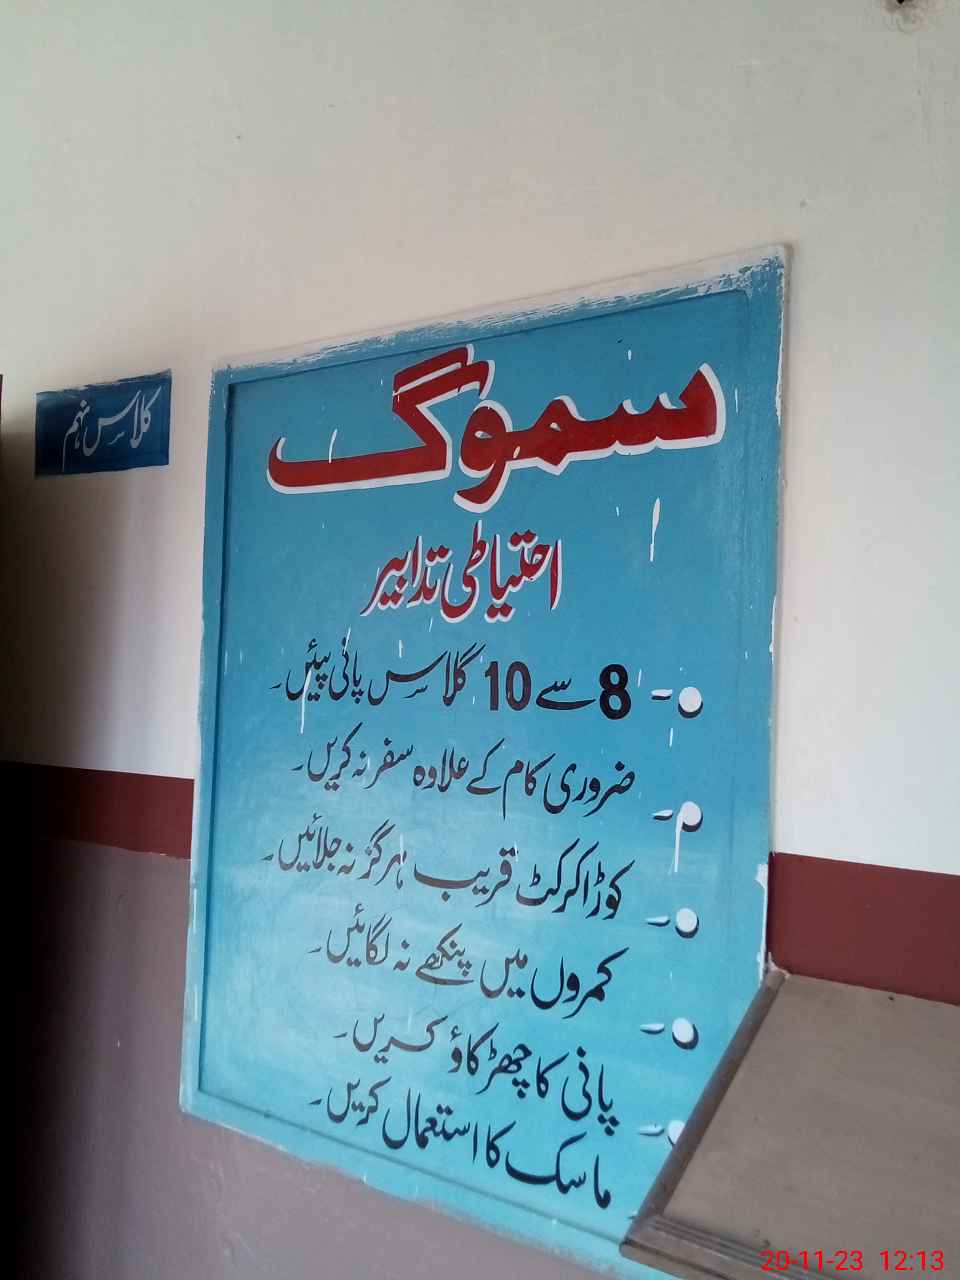 سموگ
احتیاطی تدابیر
8 سے 10 گلاس پانی پیئں۔
ضروری کام کے علاوہ سفر نہ کریں۔
کوڑا کرکٹ قریب ہرگز نہ جلائیں۔
کمروں میں پنکھے نہ لگائیں۔
پانی کا چھڑکاؤ کریں۔
ماسک کا استعمال کریں۔
کلاس نہم
20-11-23 12:13